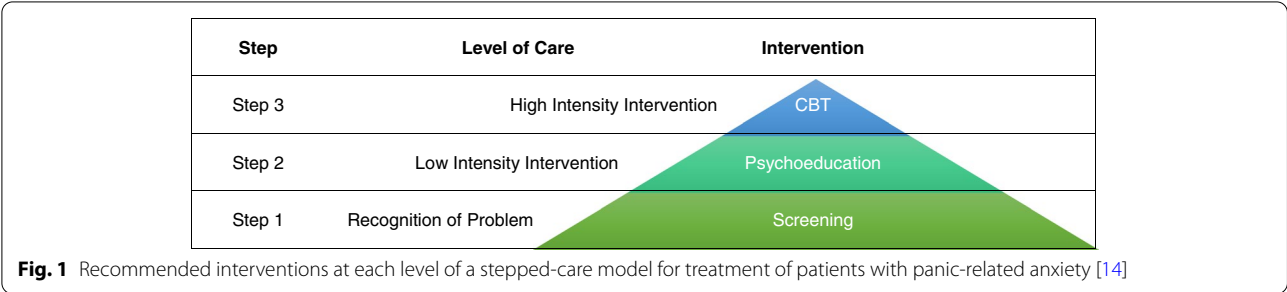 Step Level of Care Intervention
Step 3 High Intensity Intervention CBT
Step 2 Low Intensity Intervention Psychoeducation
Step 1 Recognition of Problem Screening
Fig. 1 Recommended interventions at each level of a stepped-care model for treatment of patients with panic-related anxiety [14]